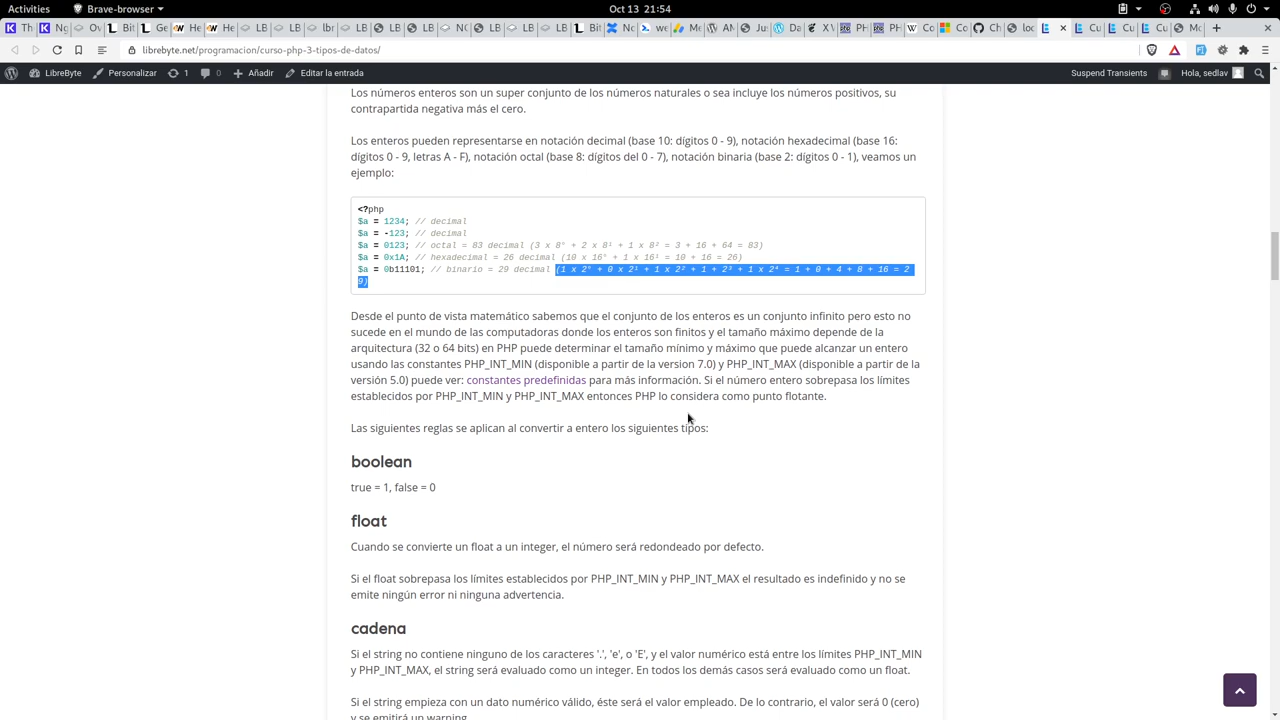 Activities
Brave-browser
Oct 13 21:54
librebyte.net/programacion/curso-php-3-tipos-de-datos/
LibreByte
Personalizar
1
0
Añadir
Editar la entrada
Suspend Transients
Hola, sedlav
Los números enteros son un super conjunto de los números naturales o sea incluye los números positivos, su
contrapartida negativa más el cero.
Los enteros pueden representarse en notación decimal (base 10: dígitos 0 - 9), notación hexadecimal (base 16:
dígitos 0 - 9, letras A - F), notación octal (base 8: dígitos del 0 - 7), notación binaria (base 2: dígitos 0 - 1), veamos un
ejemplo:
<?php
$a = 1234; // decimal
$a = -123; // decimal
$a = 0123; // octal = 83 decimal (3 x 8⁰ + 2 x 8¹ + 1 x 8² = 3 + 16 + 64 = 83)
$a = 0x1A; // hexadecimal = 26 decimal (10 x 16⁰ + 1 x 16¹ = 10 + 16 = 26)
$a = 0b11101; // binario = 29 decimal (1 x 2⁰ + 0 x 2¹ + 1 x 2² + 1 + 2³ + 1 x 2⁴ = 1 + 0 + 4 + 8 + 16 = 2
9)
Desde el punto de vista matemático sabemos que el conjunto de los enteros es un conjunto infinito pero esto no
sucede en el mundo de las computadoras donde los enteros son finitos y el tamaño máximo depende de la
arquitectura (32 o 64 bits) en PHP puede determinar el tamaño mínimo y máximo que puede alcanzar un entero
usando las constantes PHP_INT_MIN (disponible a partir de la version 7.0) y PHP_INT_MAX (disponible a partir de la
versión 5.0) puede ver: constantes predefinidas para más información. Si el número entero sobrepasa los límites
establecidos por PHP_INT_MIN y PHP_INT_MAX entonces PHP lo considera como punto flotante.
Las siguientes reglas se aplican al convertir a entero los siguientes tipos:
boolean
true = 1, false = 0
float
Cuando se convierte un float a un integer, el número será redondeado por defecto.
Si el float sobrepasa los límites establecidos por PHP_INT_MIN y PHP_INT_MAX el resultado es indefinido y no se
emite ningún error ni ninguna advertencia.
cadena
Si el string no contiene ninguno de los caracteres '.', 'e', o 'E', y el valor numérico está entre los límites PHP_INT_MIN
y PHP_INT_MAX, el string será evaluado como un integer. En todos los demás casos será evaluado como un float.
Si el string empieza con un dato numérico válido, éste será el valor empleado. De lo contrario, el valor será 0 (cero)
y se emitirá un warning